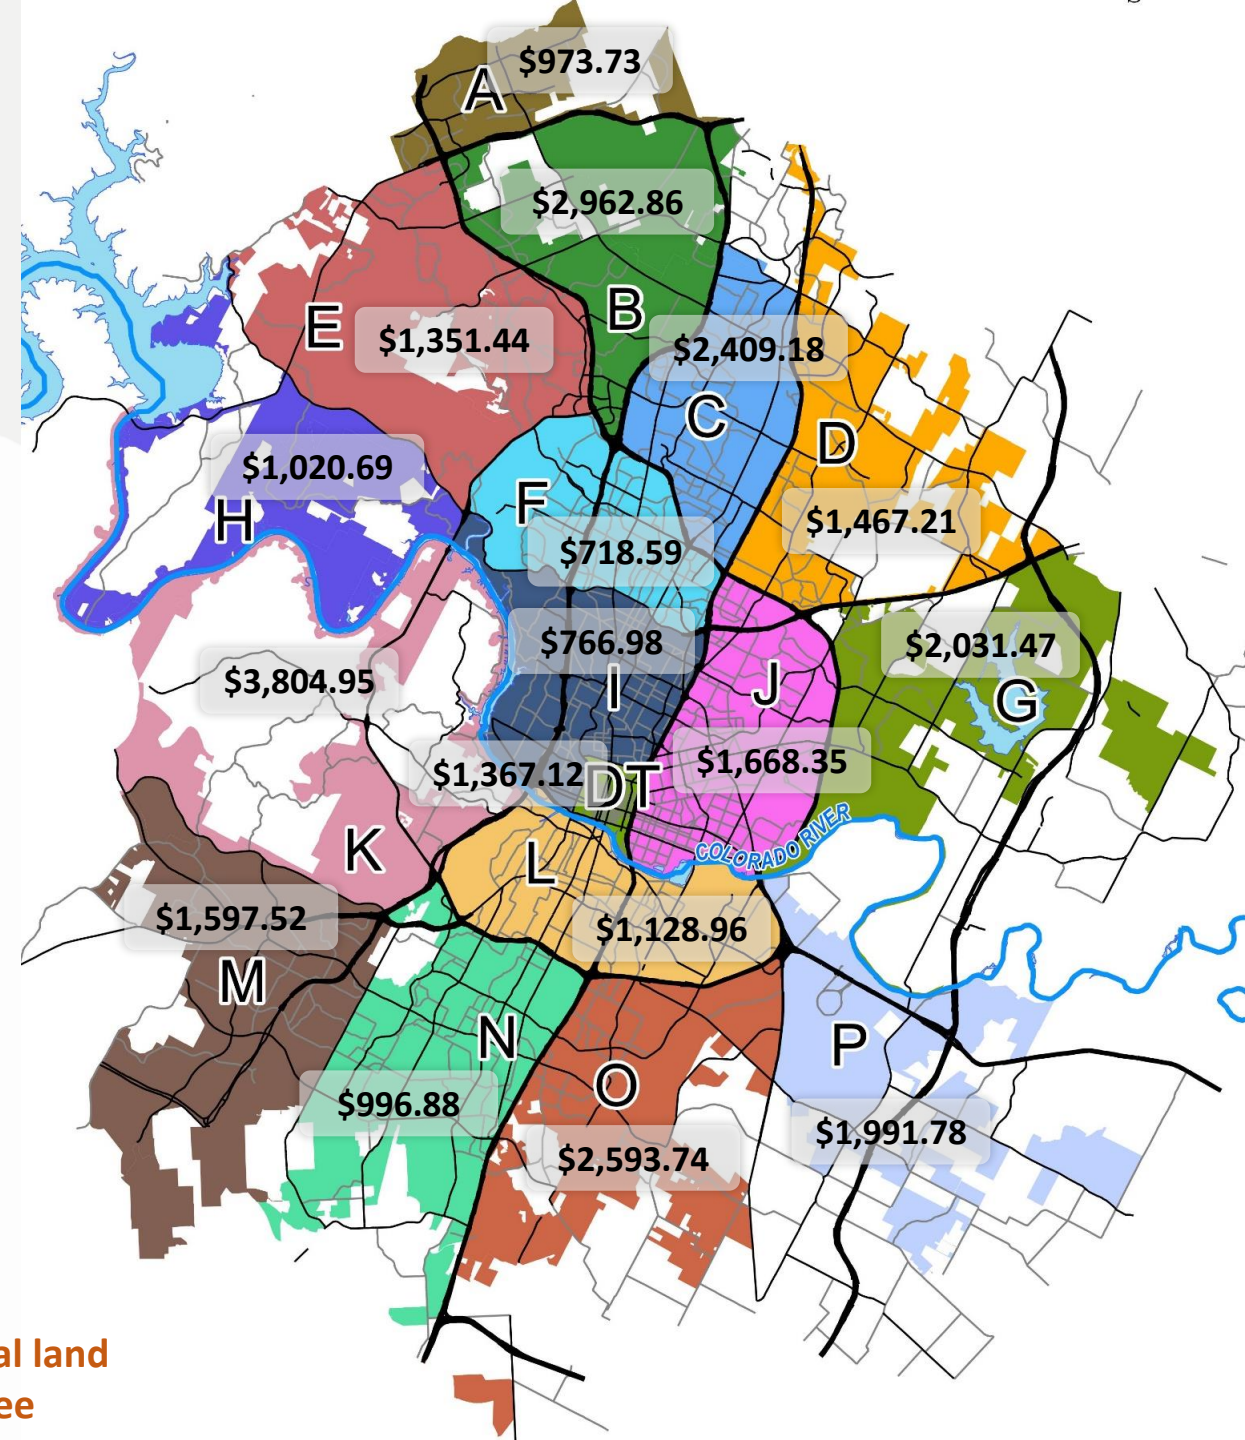 $973.73
A
$2,962.86
B
E
$1,351.44
$2,409.18
C
D
$1,020.69
F
H
$1,467.21
$718.59
$766.98
$2,031.47
$3,804.95
I
J
G
$1,367.12
DT
$1,668.35
COLORADO RIVER
K
L
$1,597.52
$1,128.96
M
N
P
O
$996.88
$1,991.78
$2,593.74
al land
ee